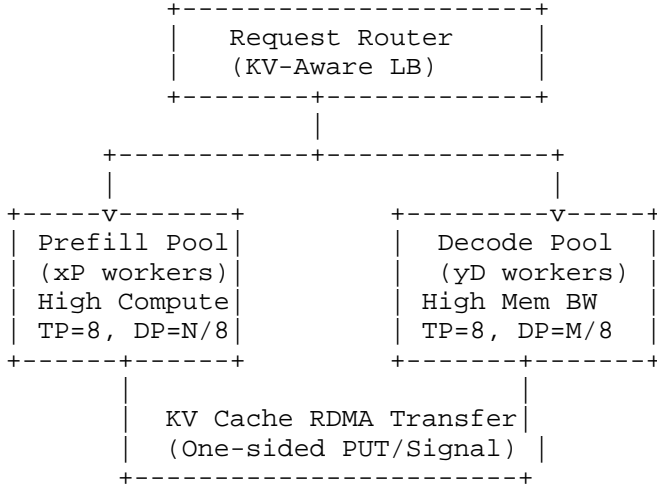 Request Router
(KV-Aware LB)
Prefill Pool
(xP workers)
High Compute
TP=8, DP=N/8
Decode Pool
(yD workers)
High Mem BW
TP=8, DP=M/8
KV Cache RDMA Transfer
(One-sided PUT/Signal)